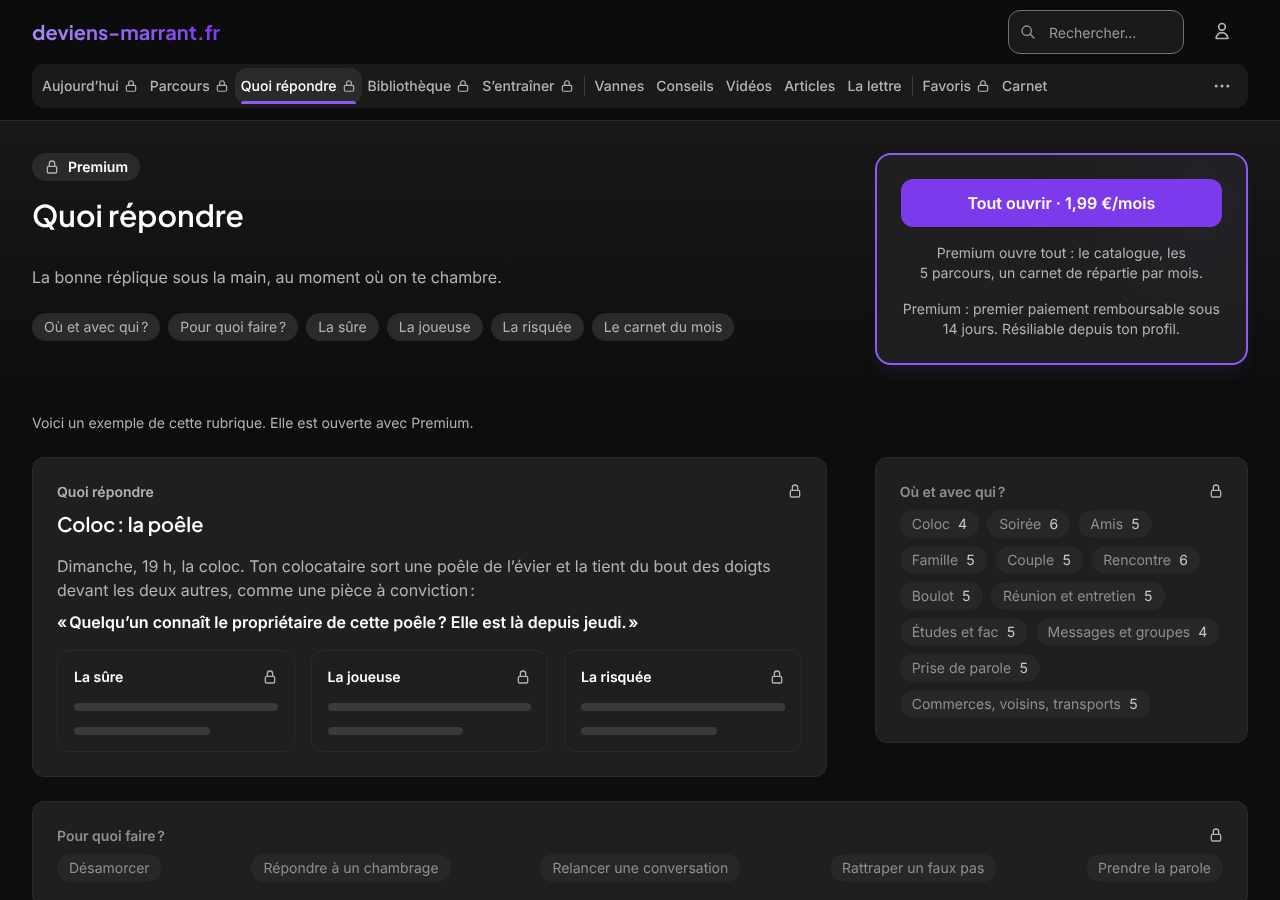 deviens-marrant.fr
Rechercher...
Aujourd’hui Parcours Quoi répondre Bibliothèque S’entraîner Vannes Conseils Vidéos Articles La lettre Favoris Carnet
Premium
Quoi répondre
La bonne réplique sous la main, au moment où on te chambre.
Où et avec qui ? Pour quoi faire ? La sûre La joueuse La risquée Le carnet du mois
Tout ouvrir · 1,99 €/mois
Premium ouvre tout : le catalogue, les
5 parcours, un carnet de répartie par mois.
Premium : premier paiement remboursable sous
14 jours. Résiliable depuis ton profil.
Voici un exemple de cette rubrique. Elle est ouverte avec Premium.
Quoi répondre
Coloc : la poêle
Dimanche, 19 h, la coloc. Ton colocataire sort une poêle de l’évier et la tient du bout des doigts
devant les deux autres, comme une pièce à conviction :
« Quelqu’un connaît le propriétaire de cette poêle ? Elle est là depuis jeudi. »
La sûre La joueuse La risquée
Où et avec qui ?
Coloc 4 Soirée 6 Amis 5
Famille 5 Couple 5 Rencontre 6
Boulot 5 Réunion et entretien 5
Études et fac 5 Messages et groupes 4
Prise de parole 5
Commerces, voisins, transports 5
Pour quoi faire ?
Désamorcer Répondre à un chambrage Relancer une conversation Rattraper un faux pas Prendre la parole